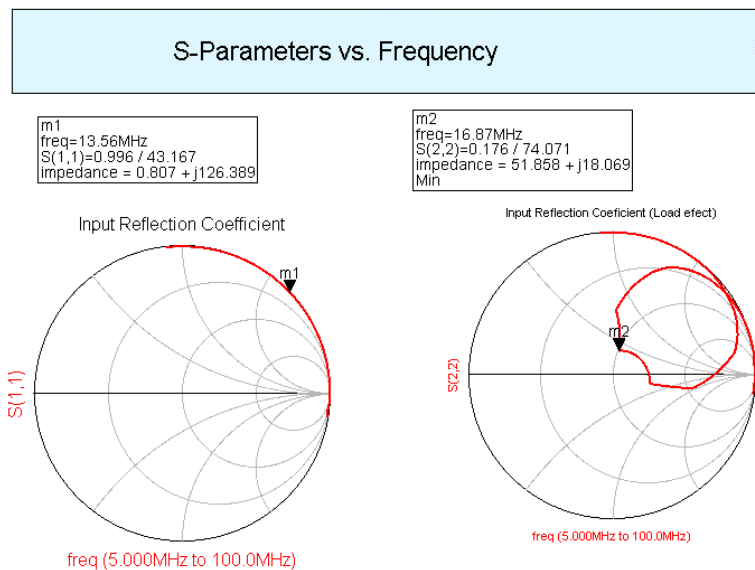 S-Parameters vs. Frequency
m1
freq=13.56MHz
S(1,1)=0.996 / 43.167
impedance = 0.807 + j126.389
m2
freq=16.87MHz
S(2,2)=0.176 / 74.071
impedance = 51.858 + j18.069
Min
Input Reflection Coefficient
m1
S(1,1)
freq (5.000MHz to 100.0MHz)
Input Reflection Coeficient (Load efect)
m2
S(2,2)
freq (5.000MHz to 100.0MHz)